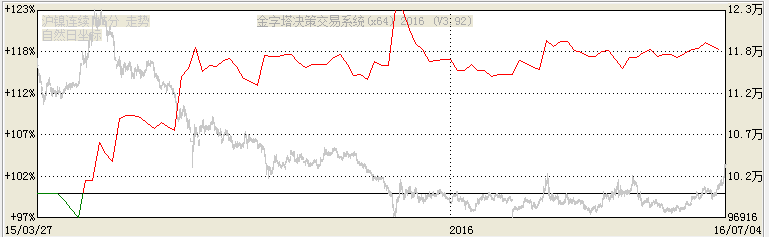 +123%
12.3万
沪银连续 15分 走势
金字塔决策交易系统(x64) 2016 (V3.92)
自然日坐标
+118%
11.8万
+112%
11.2万
+107%
10.7万
+102%
10.2万
+97%
96916
15/03/27
2016
16/07/04